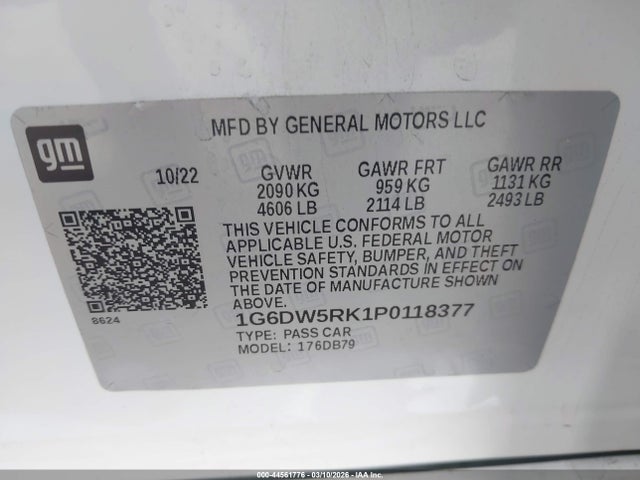 gm
MFD BY GENERAL MOTORS LLC
10/22 GVWR GAWR FRT GAWR RR
2090 KG 959 KG 1131 KG
4606 LB 2114 LB 2493 LB
THIS VEHICLE CONFORMS TO ALL
APPLICABLE U.S. FEDERAL MOTOR
VEHICLE SAFETY, BUMPER, AND THEFT
PREVENTION STANDARDS IN EFFECT ON
THE DATE OF MANUFACTURE SHOWN
ABOVE.
8624
1G6DW5RK1P0118377
TYPE: PASS CAR
MODEL: 176DB79
000-44561776 - 03/10/2026 - IAA Inc.